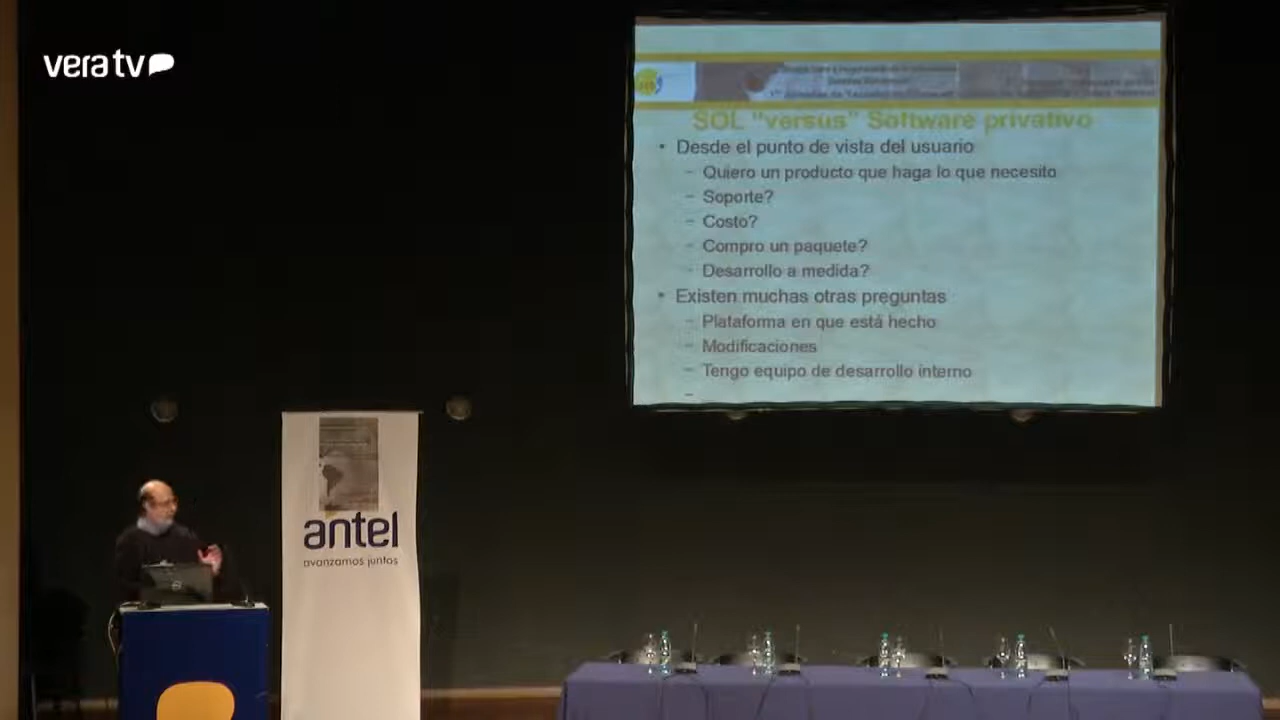 vera tv
SOL "versus" Software privativo
• Desde el punto de vista del usuario
– Quiero un producto que haga lo que necesito
– Soporte?
– Costo?
– Compro un paquete?
– Desarrollo a medida?
• Existen muchas otras preguntas
– Plataforma en que está hecho
– Modificaciones
– Tengo equipo de desarrollo interno
–
antel
avanzamos juntos